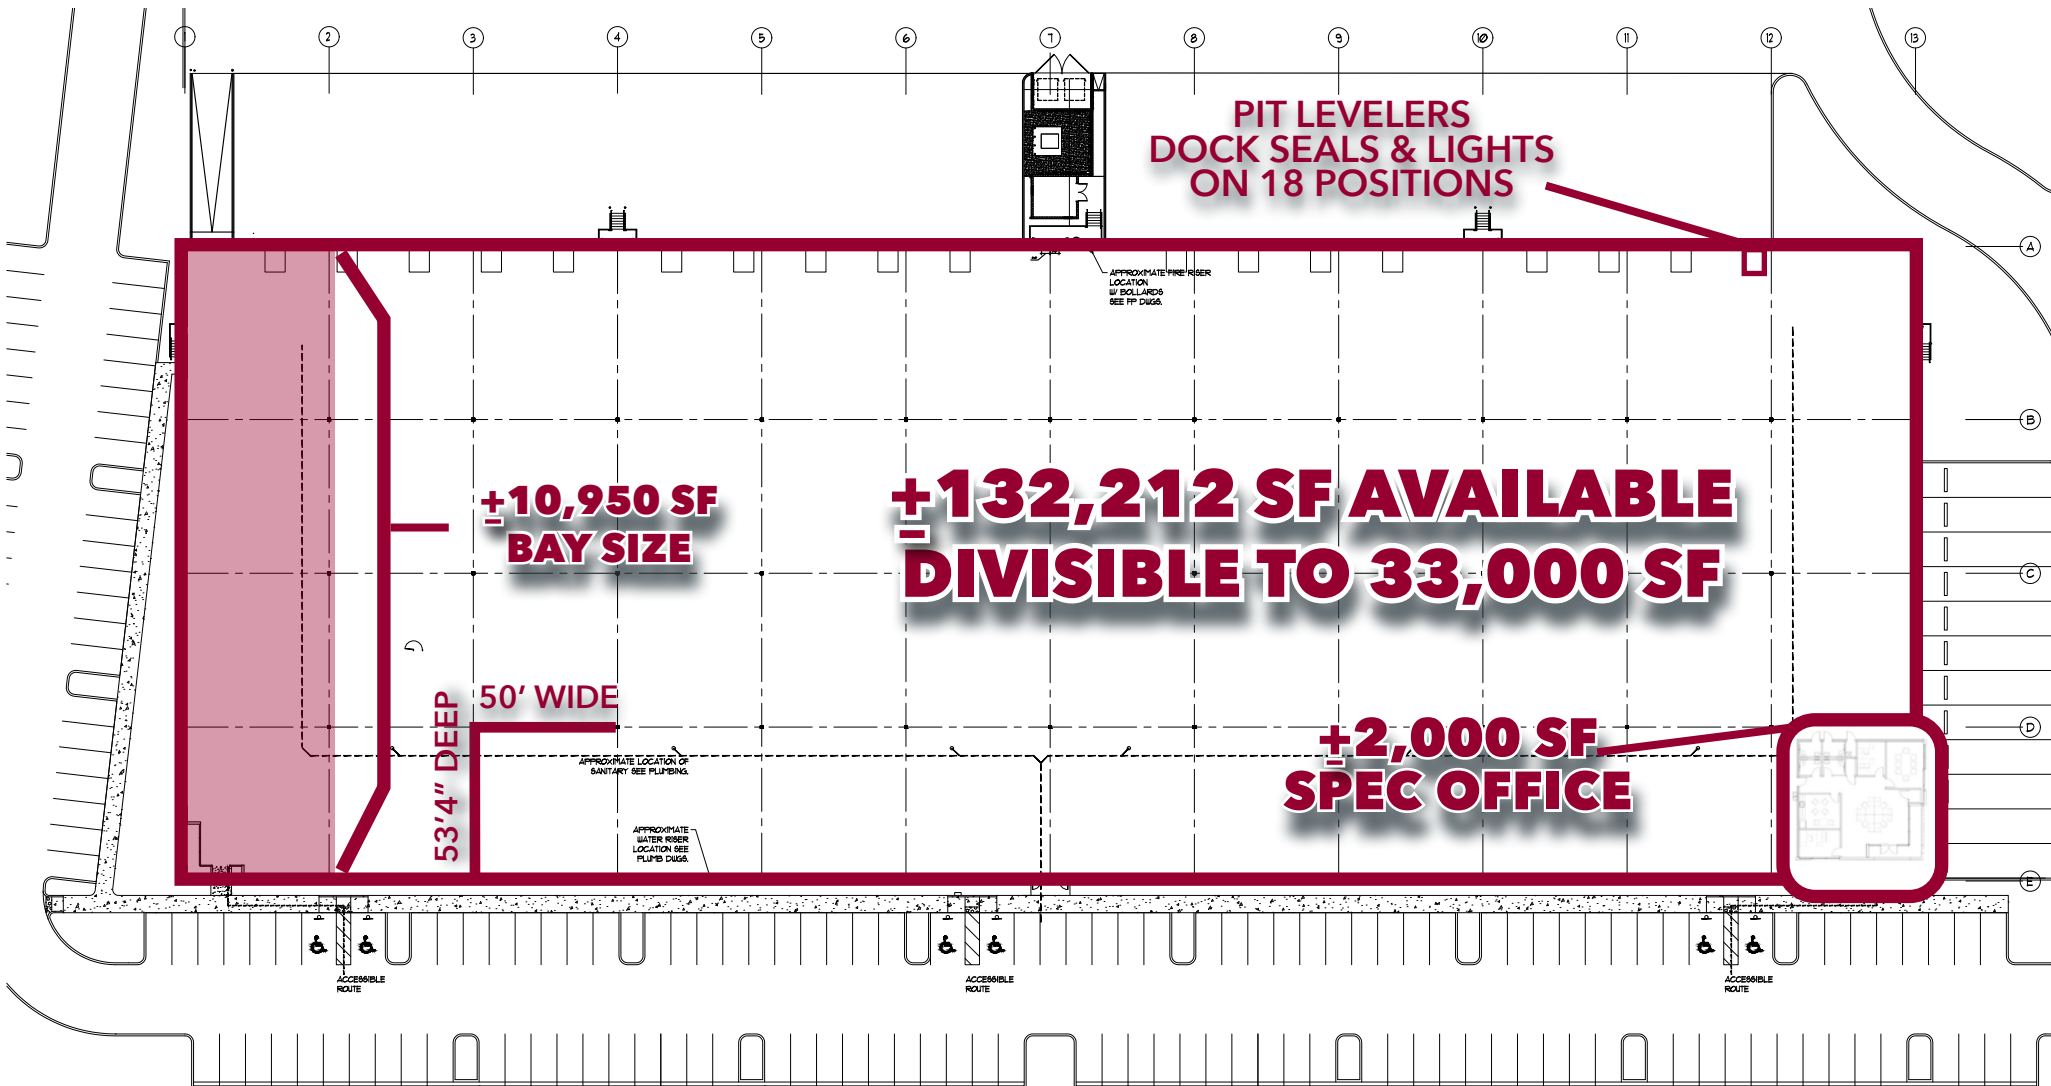 1 2 3 4 5 6 7 8 9 10 11 12 13
PIT LEVELERS
DOCK SEALS & LIGHTS
ON 18 POSITIONS
A
APPROXIMATE FIRE RISER
LOCATION
W/ BOLLARDS
SEE FP DWGS.
B
±10,950 SF
BAY SIZE
±132,212 SF AVAILABLE
DIVISIBLE TO 33,000 SF
C
50' WIDE
53'4" DEEP
D
±2,000 SF
SPEC OFFICE
APPROXIMATE LOCATION OF
SANITARY SEE PLUMBING.
APPROXIMATE
WATER RISER
LOCATION SEE
PLUMB DWGS.
E
ACCESSIBLE
ROUTE
ACCESSIBLE
ROUTE
ACCESSIBLE
ROUTE